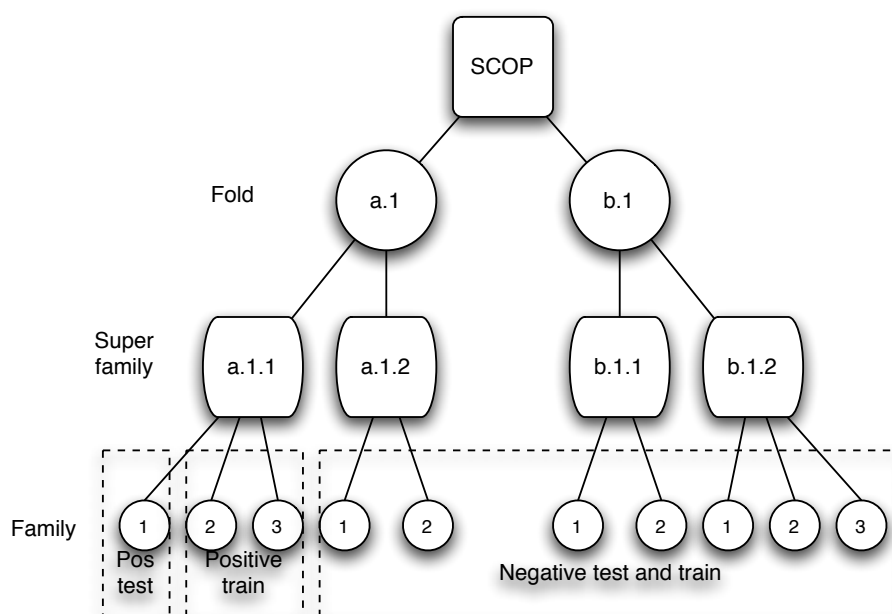 SCOP
Fold
a.1
b.1
Super
family
a.1.1
a.1.2
b.1.1
b.1.2
Family
1
2
3
1
2
1
2
1
2
3
Pos
test
Positive
train
Negative test and train